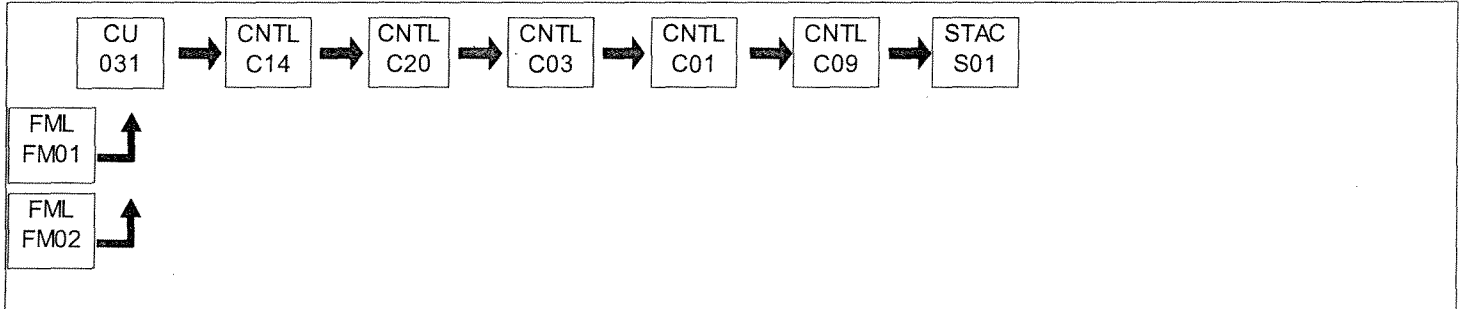 CU
031
CNTL
C14
CNTL
C20
CNTL
C03
CNTL
C01
CNTL
C09
STAC
S01
FML
FM01
FML
FM02